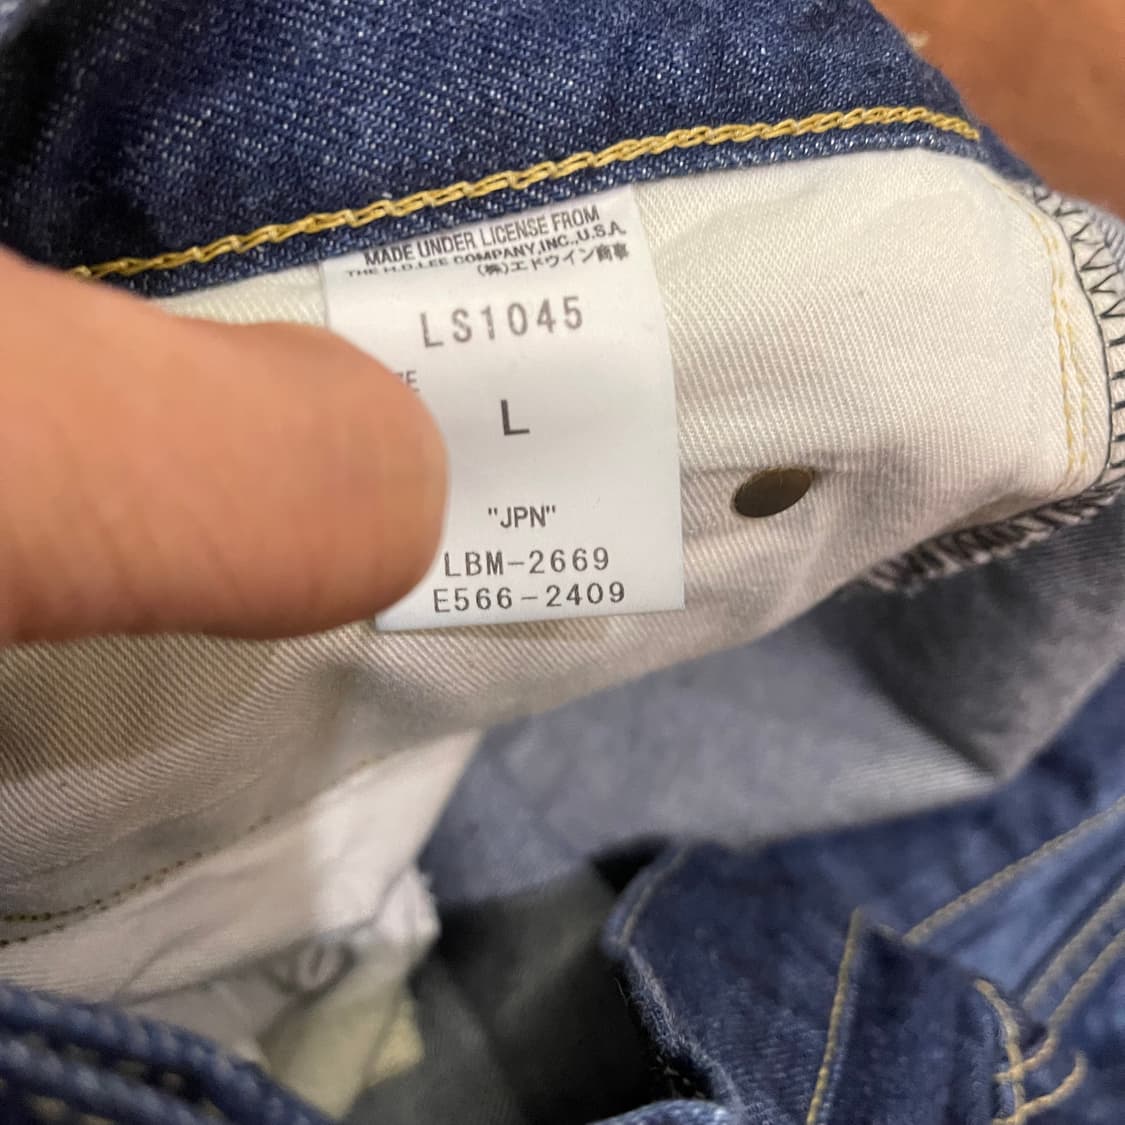 MADE UNDER LICENSE FROM
THE H.D.LEE COMPANY,INC.,U.S.A.
(株)エドウイン商事
LS1045
L
"JPN"
LBM-2669
E566-2409